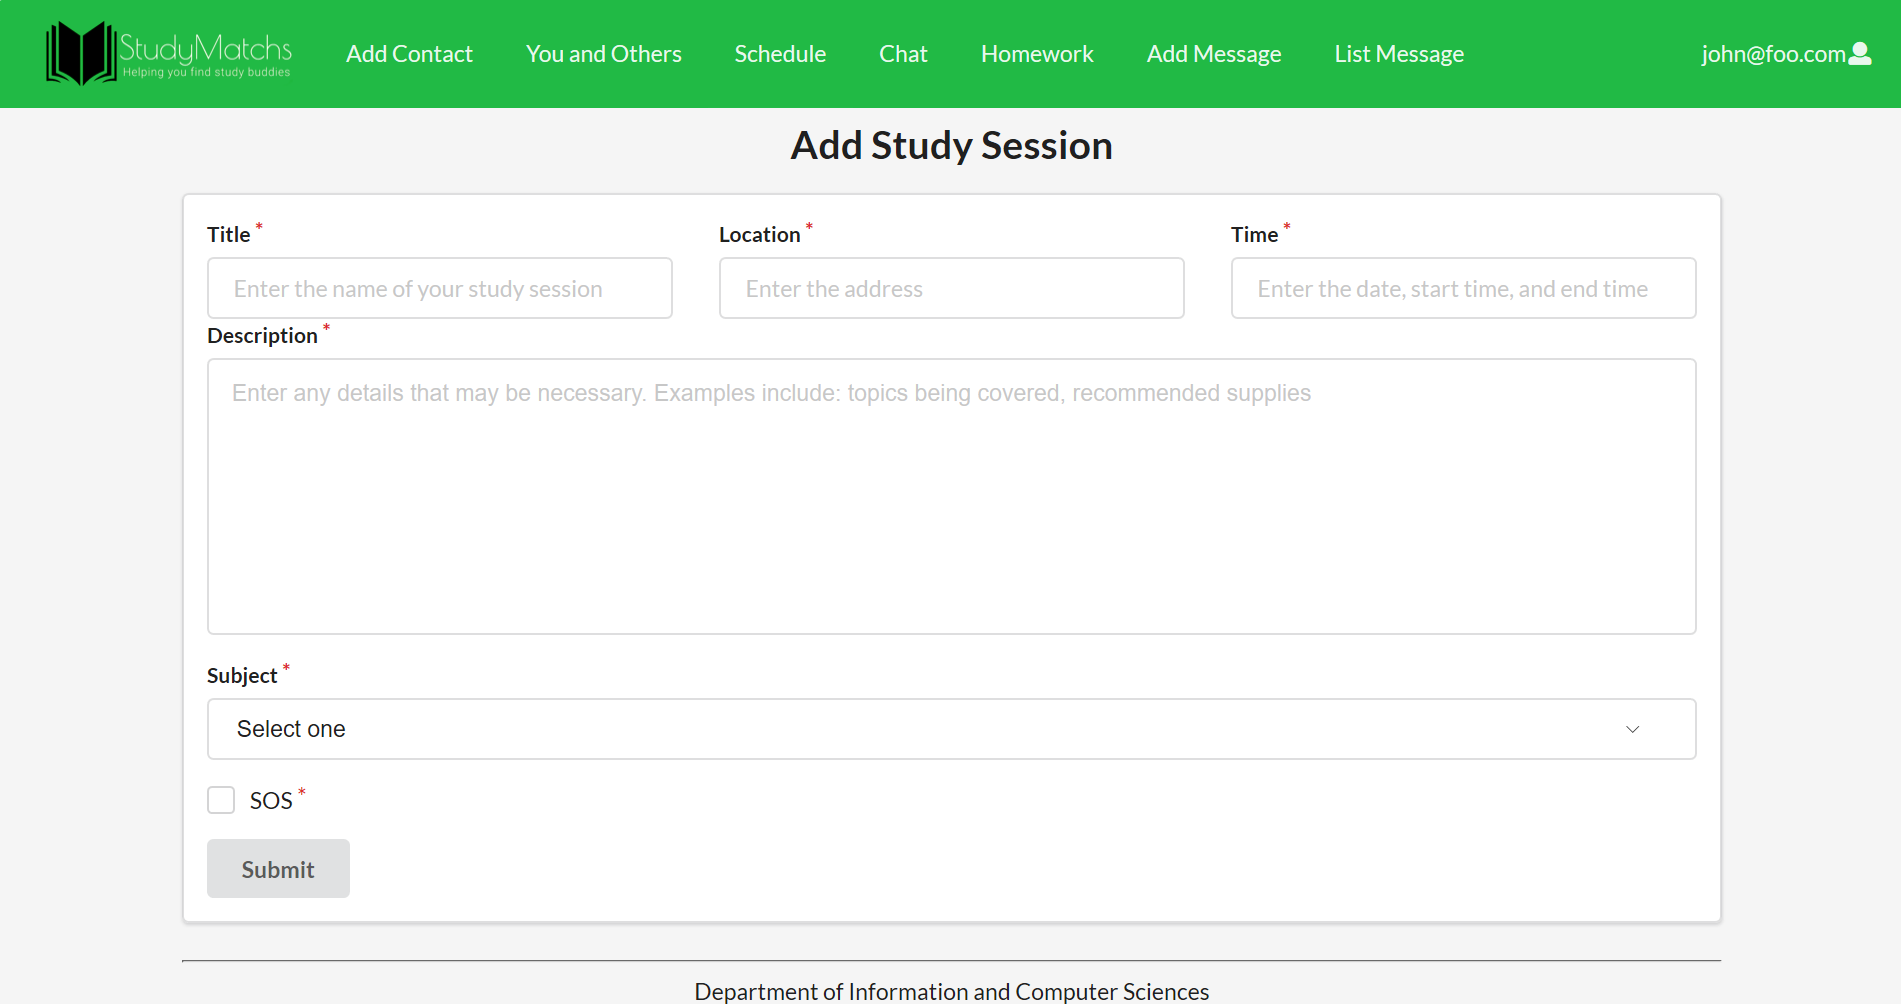 StudyMatchs
Helping you find study buddies
Add Contact You and Others Schedule Chat Homework Add Message List Message john@foo.com
Add Study Session
Title * Location * Time *
Enter the name of your study session Enter the address Enter the date, start time, and end time
Description *
Enter any details that may be necessary. Examples include: topics being covered, recommended supplies
Subject *
Select one
SOS *
Submit
Department of Information and Computer Sciences